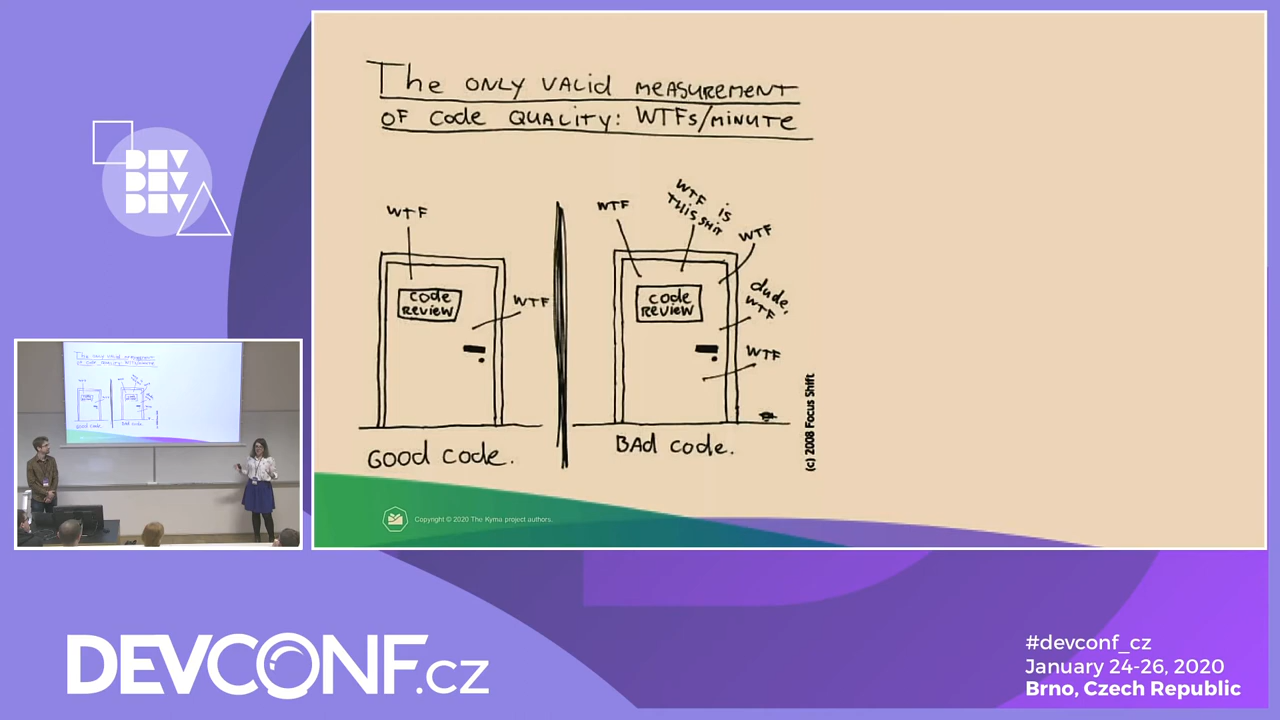 The ONLY VALID MEASUREMENT
OF CODE QUALITY: WTFs/MINUTE
WTF
CODE
REVIEW
WTF
GOOD CODE.
WTF
WTF IS
THIS SHIT
WTF
dude,
WTF
CODE
REVIEW
WTF
BAD CODE.
(c) 2008 Focus Shift
Copyright © 2020 The Kyma project authors.
DEV
DEV
DEV
DEVCONF.cz
#devconf_cz
January 24-26, 2020
Brno, Czech Republic